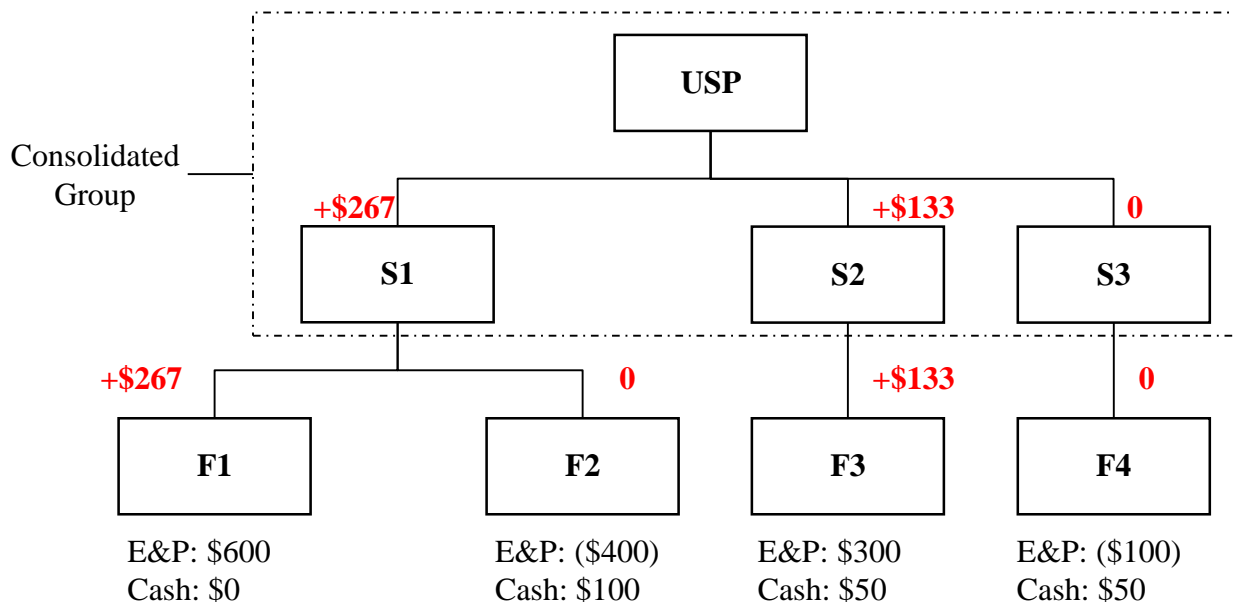 USP
Consolidated
Group
+$267
+$133
0
S1
S2
S3
+$267
0
+$133
0
F1
F2
F3
F4
E&P: $600
Cash: $0
E&P: ($400)
Cash: $100
E&P: $300
Cash: $50
E&P: ($100)
Cash: $50